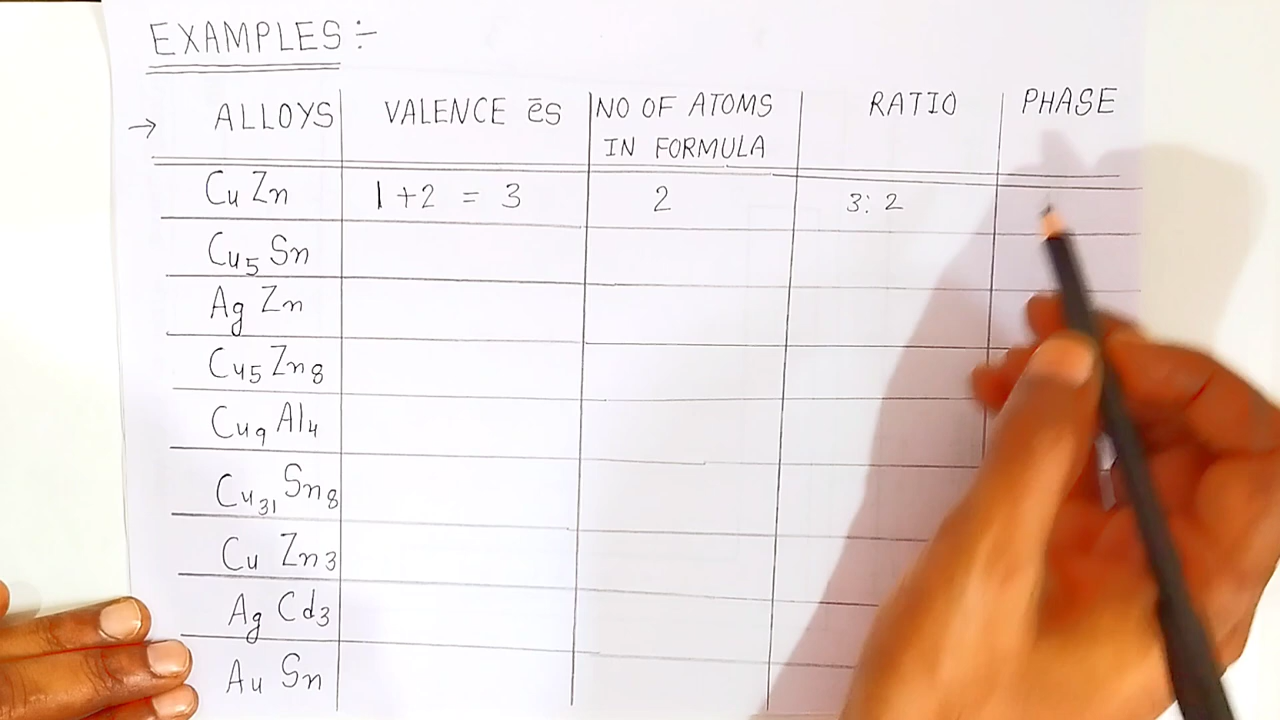 EXAMPLES :-
→ ALLOYS VALENCE ēs NO OF ATOMS IN FORMULA RATIO PHASE
CuZn 1+2 = 3 2 3:2
Cu5Sn
AgZn
Cu5Zn8
Cu9Al4
Cu31Sn8
CuZn3
AgCd3
AuSn